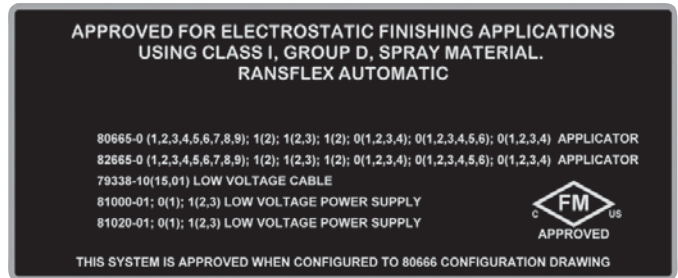 APPROVED FOR ELECTROSTATIC FINISHING APPLICATIONS
USING CLASS I, GROUP D, SPRAY MATERIAL.
RANSFLEX AUTOMATIC
80665-0 (1,2,3,4,5,6,7,8,9); 1(2); 1(2,3); 1(2); 0(1,2,3,4); 0(1,2,3,4,5,6); 0(1,2,3,4) APPLICATOR
82665-0 (1,2,3,4,5,6,7,8,9); 1(2); 1(2,3); 1(2); 0(1,2,3,4); 0(1,2,3,4,5,6); 0(1,2,3,4) APPLICATOR
79338-10(15,01) LOW VOLTAGE CABLE
81000-01; 0(1); 1(2,3) LOW VOLTAGE POWER SUPPLY
81020-01; 0(1); 1(2,3) LOW VOLTAGE POWER SUPPLY
C FM US
APPROVED
THIS SYSTEM IS APPROVED WHEN CONFIGURED TO 80666 CONFIGURATION DRAWING